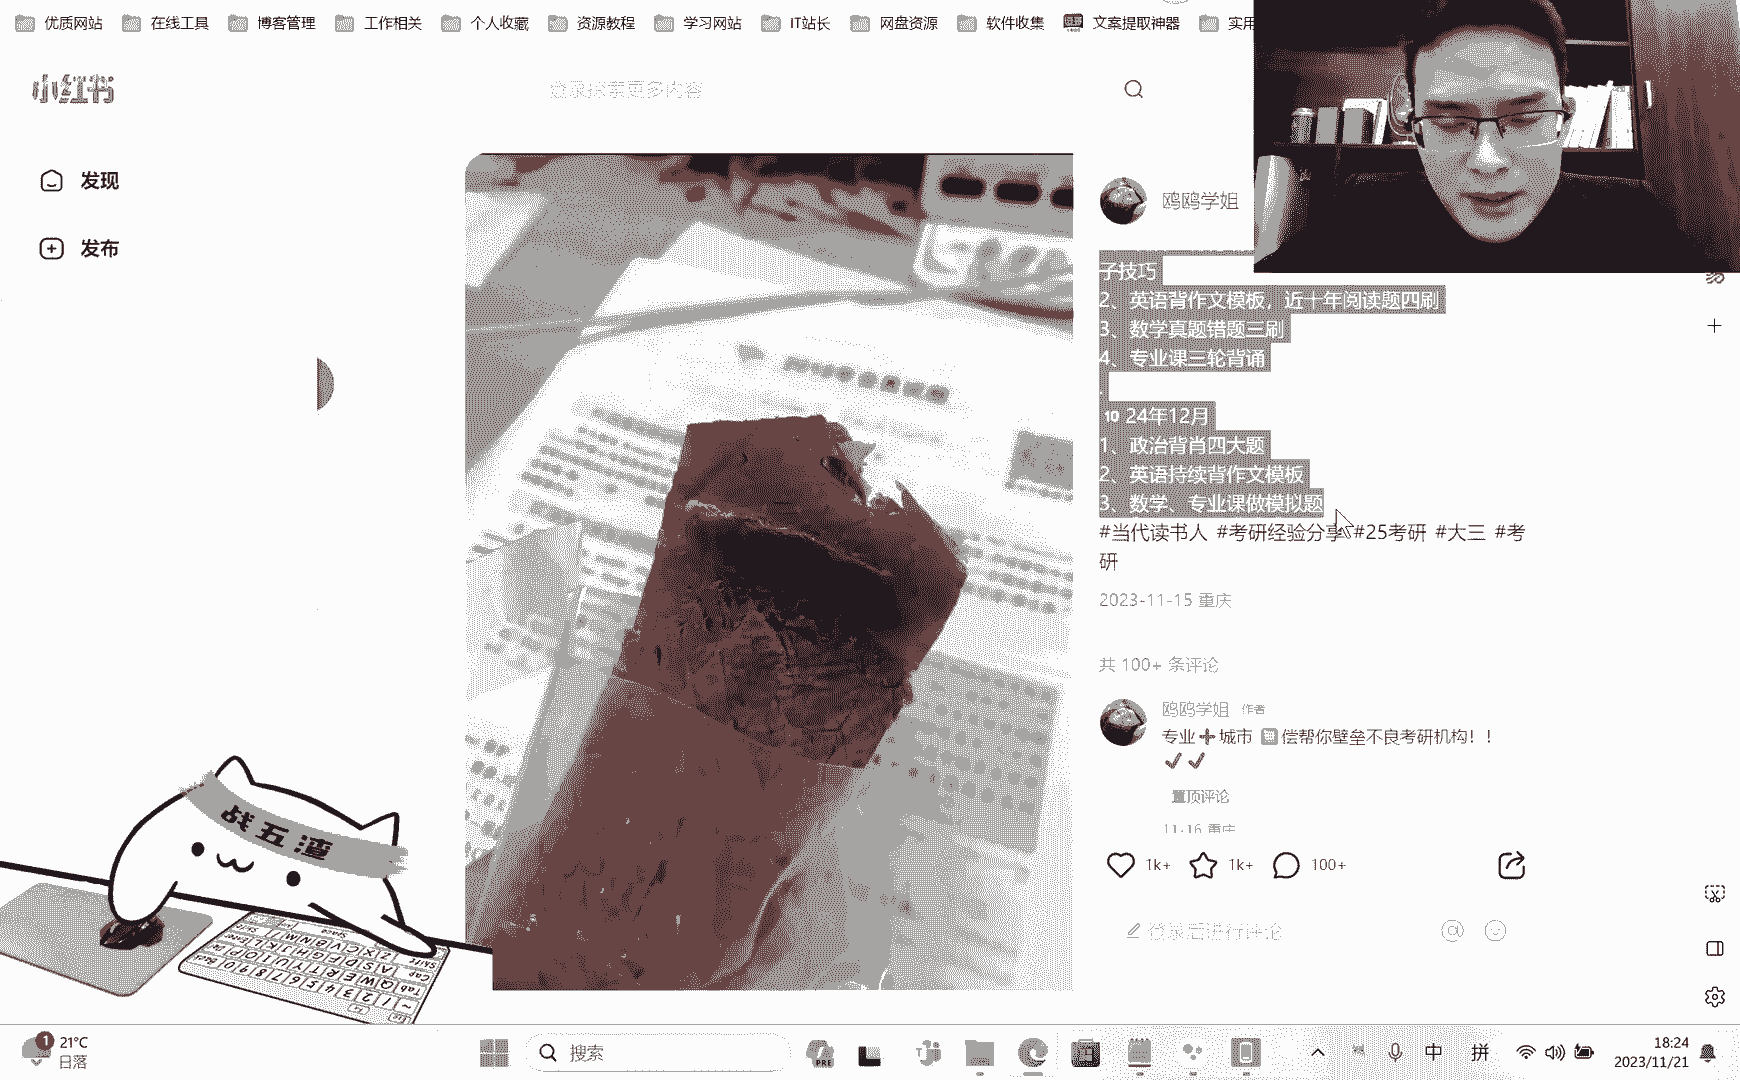 优质网站 在线工具 博客管理 工作相关 个人收藏 资源教程 学习网站 IT站长 网盘资源 软件收集 文案提取神器 实用
小红书
登录探索更多内容
发现
发布
鸥鸥学姐
子技巧
2、英语背作文模板，近十年阅读题四刷
3、数学真题错题三刷
4、专业课三轮背诵
.
10 24年12月
1、政治背肖四大题
2、英语持续背作文模板
3、数学、专业课做模拟题
#当代读书人 #考研经验分享 #25考研 #大三 #考
研
2023-11-15 重庆
共 100+ 条评论
鸥鸥学姐 作者
专业➕城市 偿帮你壁垒不良考研机构！！
✔✔
置顶评论
11-16 重庆
1k+ 1k+ 100+
登录后进行评论
战五渣
21°C
日落
搜索
PRE
中 拼
18:24
2023/11/21